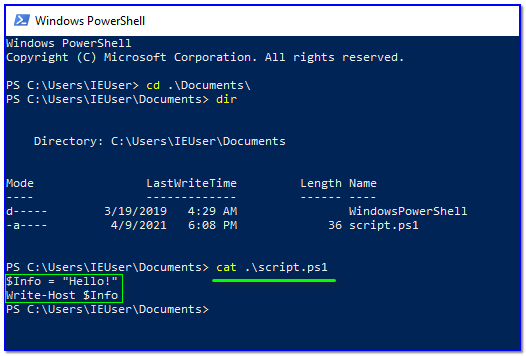 Windows PowerShell
Windows PowerShell
Copyright (C) Microsoft Corporation. All rights reserved.
PS C:\Users\IEUser> cd .\Documents\
PS C:\Users\IEUser\Documents> dir
Directory: C:\Users\IEUser\Documents
Mode LastWriteTime Length Name
---- ------------- ------ ----
d----- 3/19/2019 4:29 AM WindowsPowerShell
-a---- 4/9/2021 6:08 PM 36 script.ps1
PS C:\Users\IEUser\Documents> cat .\script.ps1
$Info = "Hello!"
Write-Host $Info
PS C:\Users\IEUser\Documents>